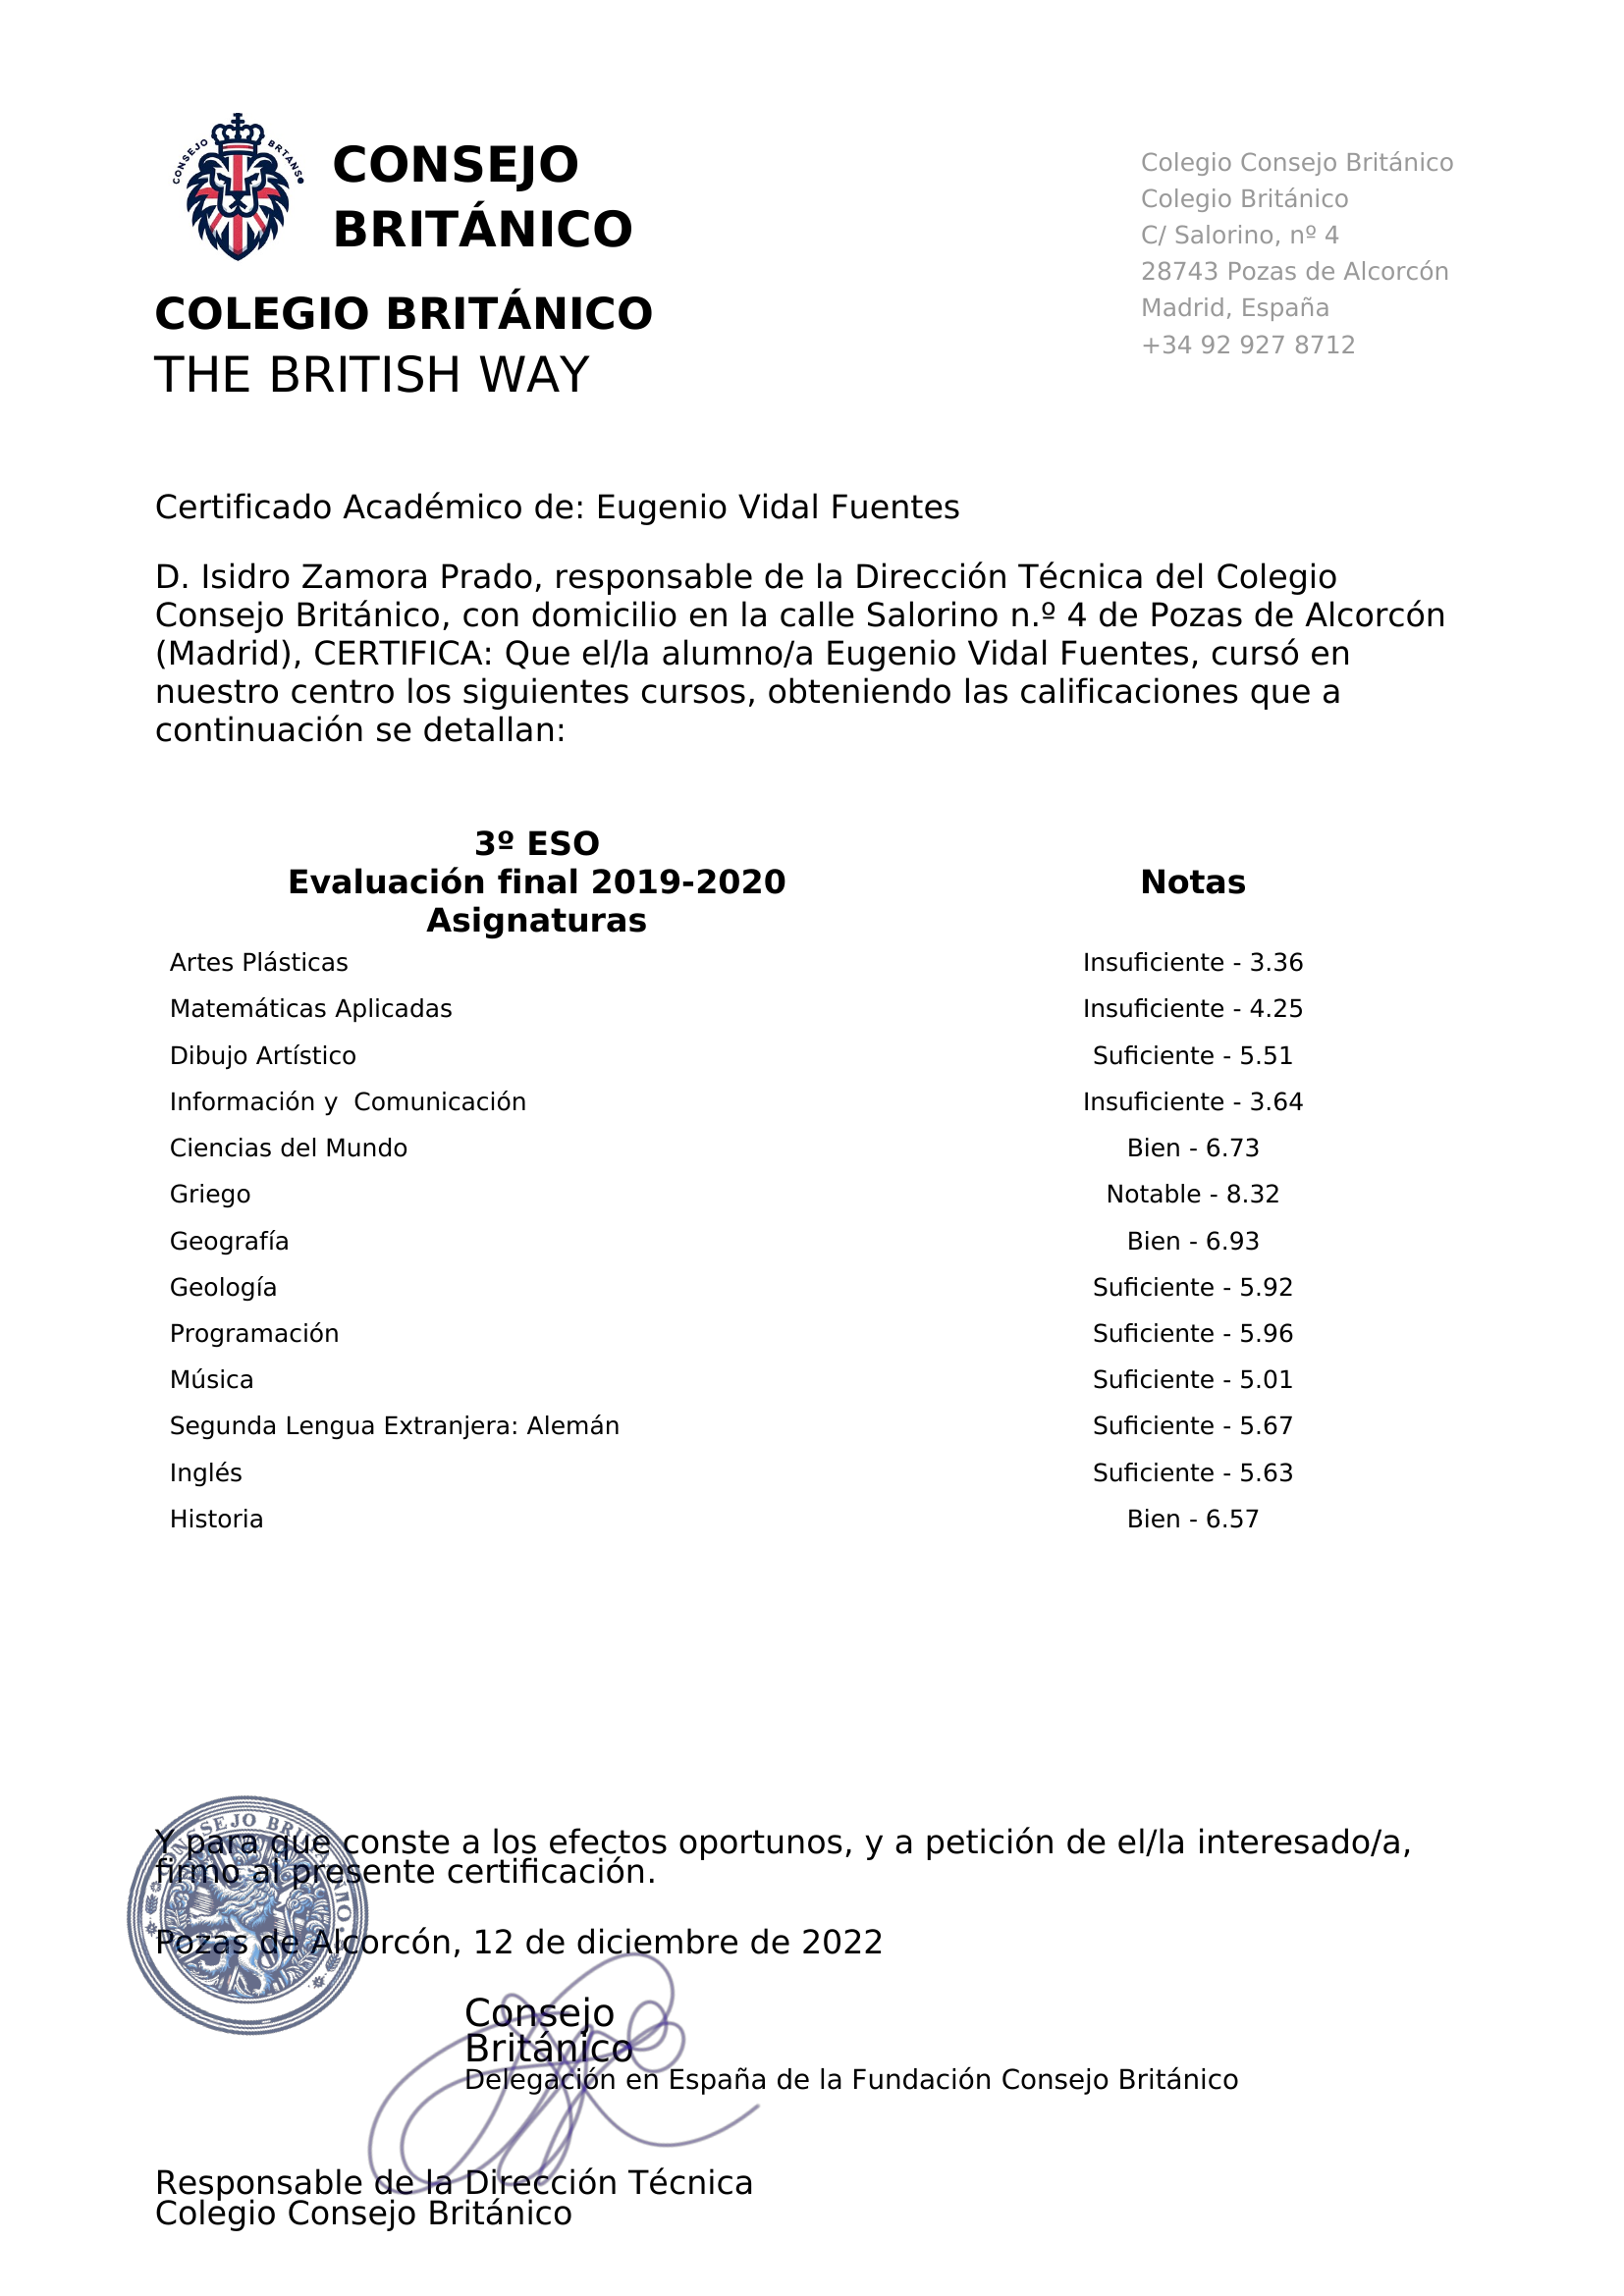 CONSEJO BRTANS
CONSEJO
BRITÁNICO
COLEGIO BRITÁNICO
THE BRITISH WAY
Colegio Consejo Británico
Colegio Británico
C/ Salorino, nº 4
28743 Pozas de Alcorcón
Madrid, España
+34 92 927 8712
Certificado Académico de: Eugenio Vidal Fuentes
D. Isidro Zamora Prado, responsable de la Dirección Técnica del Colegio
Consejo Británico, con domicilio en la calle Salorino n.º 4 de Pozas de Alcorcón
(Madrid), CERTIFICA: Que el/la alumno/a Eugenio Vidal Fuentes, cursó en
nuestro centro los siguientes cursos, obteniendo las calificaciones que a
continuación se detallan:
3º ESO
Evaluación final 2019-2020 Notas
Asignaturas
Artes Plásticas Insuficiente - 3.36
Matemáticas Aplicadas Insuficiente - 4.25
Dibujo Artístico Suficiente - 5.51
Información y  Comunicación Insuficiente - 3.64
Ciencias del Mundo Bien - 6.73
Griego Notable - 8.32
Geografía Bien - 6.93
Geología Suficiente - 5.92
Programación Suficiente - 5.96
Música Suficiente - 5.01
Segunda Lengua Extranjera: Alemán Suficiente - 5.67
Inglés Suficiente - 5.63
Historia Bien - 6.57
Y para que conste a los efectos oportunos, y a petición de el/la interesado/a,
firmo al presente certificación.
Pozas de Alcorcón, 12 de diciembre de 2022
Consejo
Británico
Delegación en España de la Fundación Consejo Británico
Responsable de la Dirección Técnica
Colegio Consejo Británico